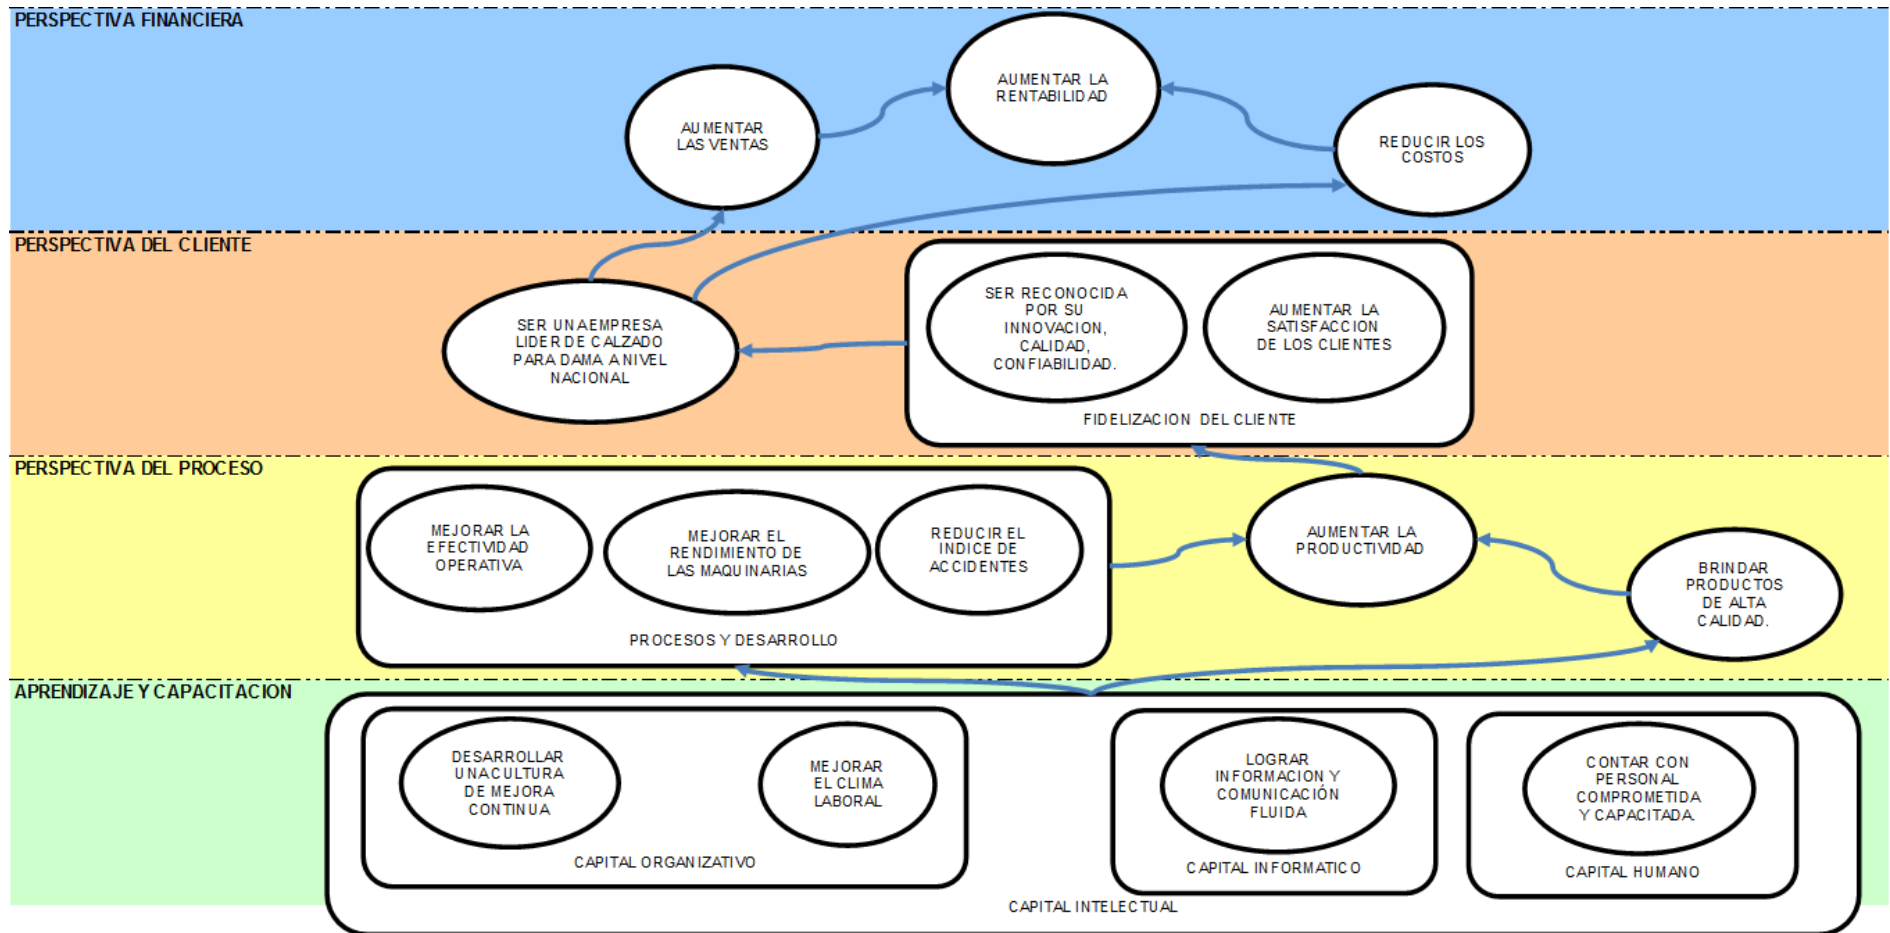 PERSPECTIVA FINANCIERA
AUMENTAR LA
RENTABILIDAD
AUMENTAR
LAS VENTAS
REDUCIR LOS
COSTOS
PERSPECTIVA DEL CLIENTE
SER UNA EMPRESA
LIDER DE CALZADO
PARA DAMA A NIVEL
NACIONAL
SER RECONOCIDA
POR SU
INNOVACION,
CALIDAD,
CONFIABILIDAD.
AUMENTAR LA
SATISFACCION
DE LOS CLIENTES
FIDELIZACION DEL CLIENTE
PERSPECTIVA DEL PROCESO
MEJORAR LA
EFECTIVIDAD
OPERATIVA
MEJORAR EL
RENDIMIENTO DE
LAS MAQUINARIAS
REDUCIR EL
INDICE DE
ACCIDENTES
PROCESOS Y DESARROLLO
AUMENTAR LA
PRODUCTIVIDAD
BRINDAR
PRODUCTOS
DE ALTA
CALIDAD.
APRENDIZAJE Y CAPACITACION
DESARROLLAR
UNA CULTURA
DE MEJORA
CONTINUA
MEJORAR
EL CLIMA
LABORAL
CAPITAL ORGANIZATIVO
LOGRAR
INFORMACION Y
COMUNICACIÓN
FLUIDA
CAPITAL INFORMATICO
CONTAR CON
PERSONAL
COMPROMETIDA
Y CAPACITADA.
CAPITAL HUMANO
CAPITAL INTELECTUAL